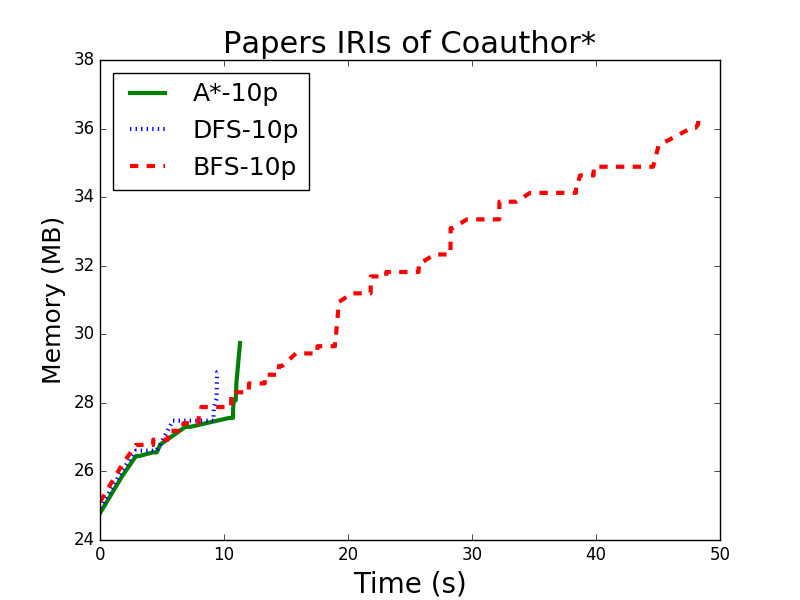 Papers IRIs of Coauthor*
A*-10p
DFS-10p
BFS-10p
Memory (MB)
38
36
34
32
30
28
26
24
0 10 20 30 40 50
Time (s)